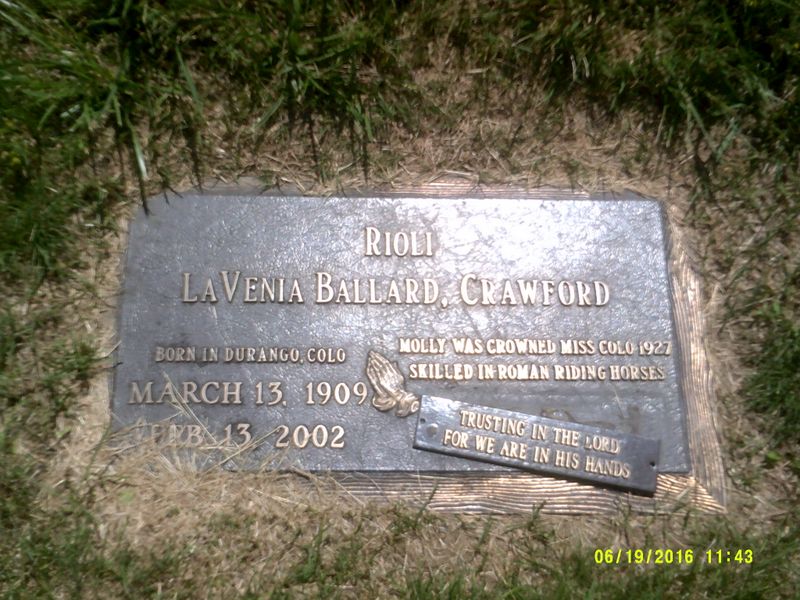 RIOLI
LAVENIA BALLARD, CRAWFORD
BORN IN DURANGO, COLO
MARCH 13, 1909
FEB 13, 2002
MOLLY WAS CROWNED MISS COLO 1927
SKILLED IN ROMAN RIDING HORSES
TRUSTING IN THE LORD
FOR WE ARE IN HIS HANDS
06/19/2016 11:43